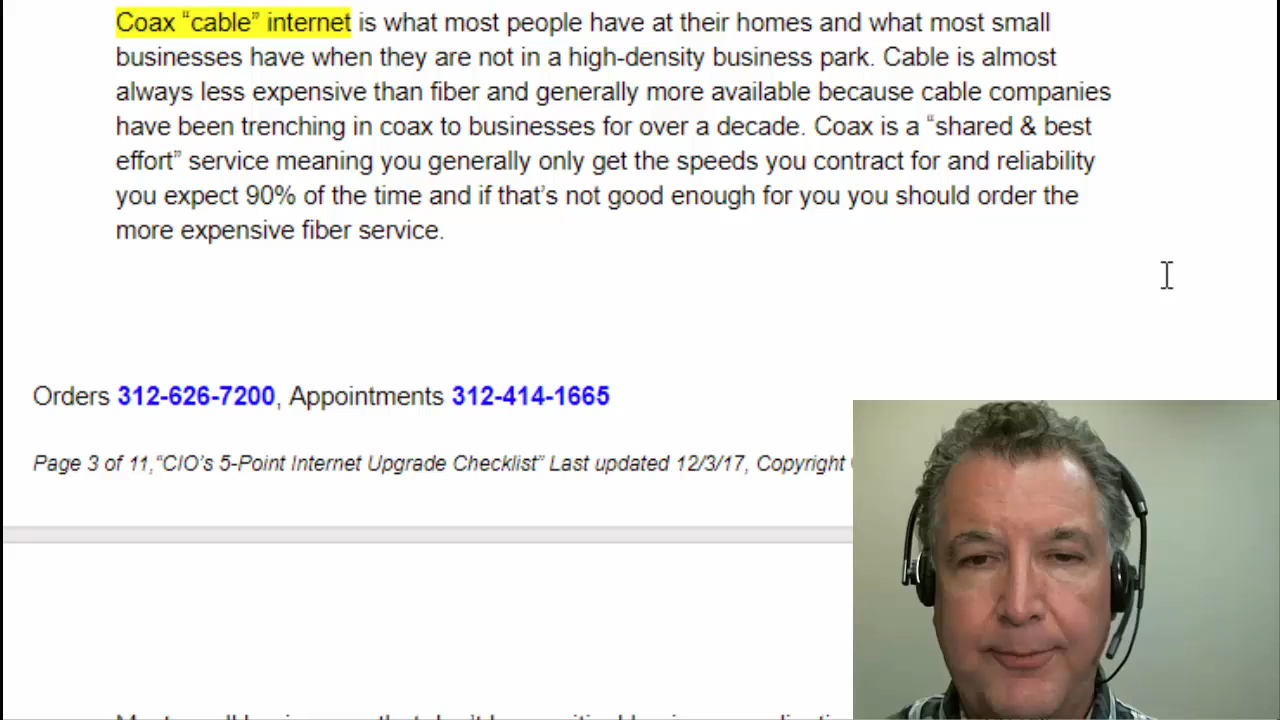 Coax “cable” internet is what most people have at their homes and what most small
businesses have when they are not in a high-density business park. Cable is almost
always less expensive than fiber and generally more available because cable companies
have been trenching in coax to businesses for over a decade. Coax is a “shared & best
effort” service meaning you generally only get the speeds you contract for and reliability
you expect 90% of the time and if that’s not good enough for you you should order the
more expensive fiber service.
Orders 312-626-7200, Appointments 312-414-1665
Page 3 of 11,“CIO’s 5-Point Internet Upgrade Checklist” Last updated 12/3/17, Copyright